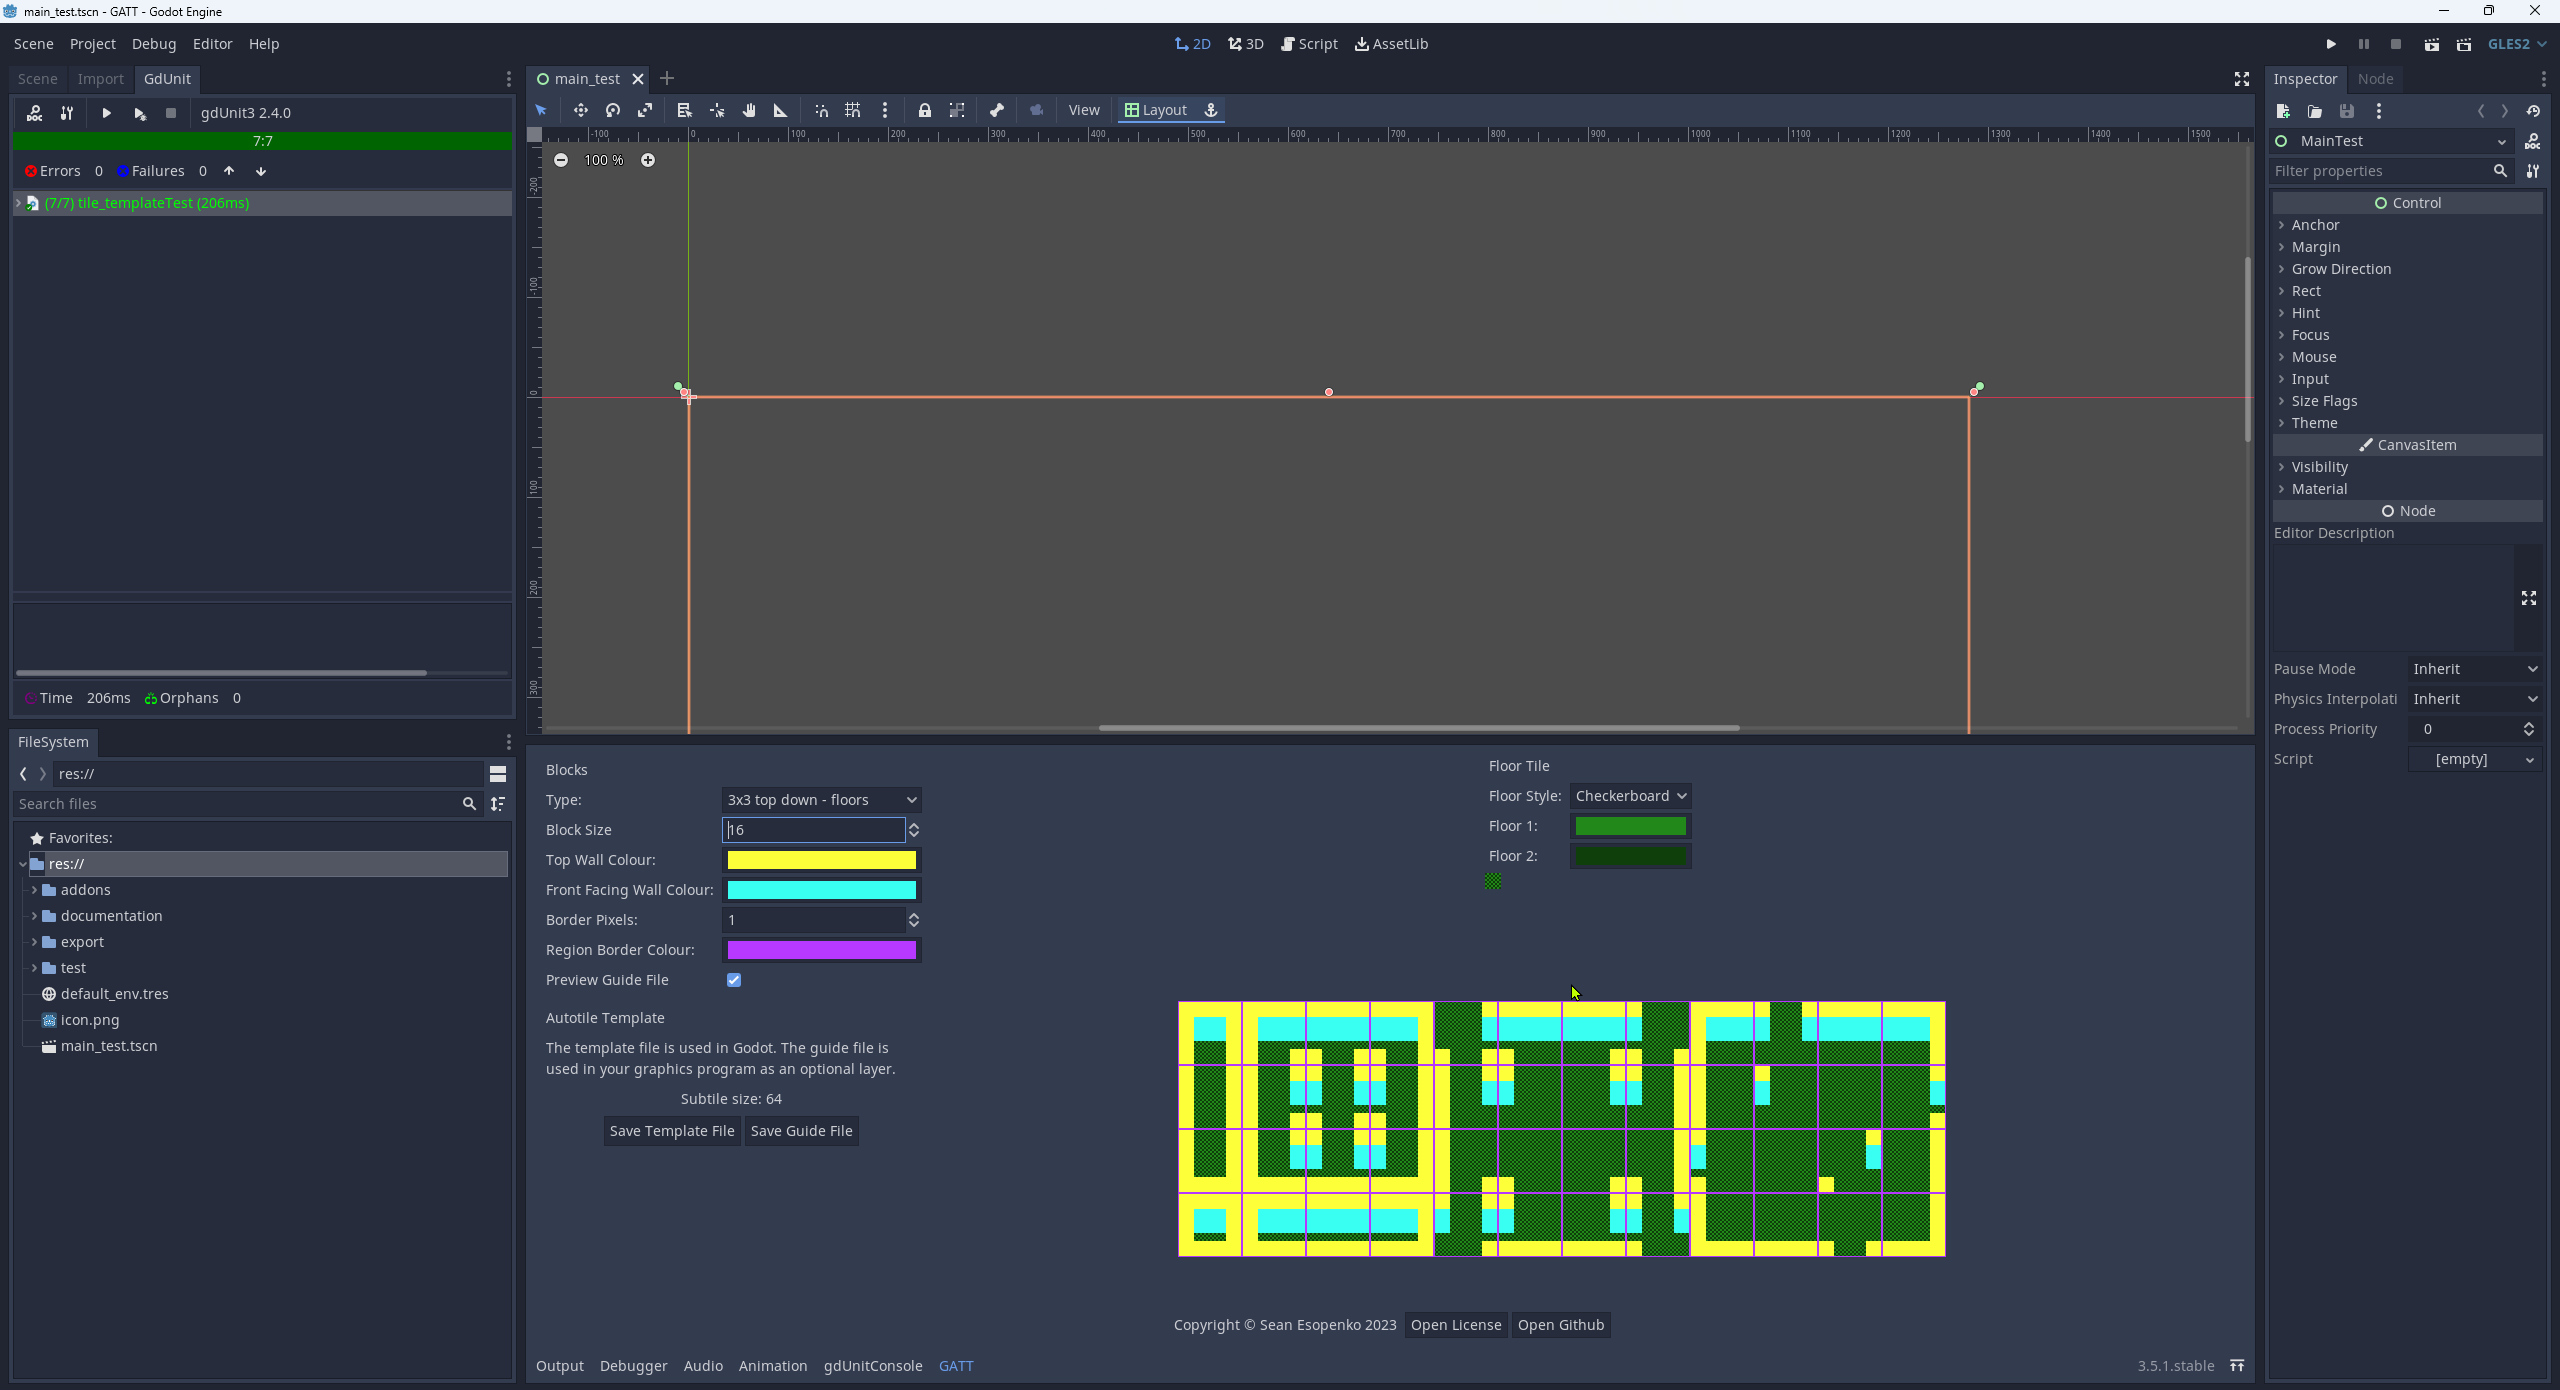 main_test.tscn - GATT - Godot Engine
Scene Project Debug Editor Help
2D 3D Script AssetLib
GLES2
Scene Import GdUnit
gdUnit3 2.4.0
7:7
Errors 0 Failures 0
(7/7) tile_templateTest (206ms)
Time 206ms Orphans 0
FileSystem
res://
Search files
Favorites:
res://
addons
documentation
export
test
default_env.tres
icon.png
main_test.tscn
main_test
View Layout
-100 0 100 200 300 400 500 600 700 800 900 1000 1100 1200 1300 1400 1500
100 %
-200
-100
0
100
200
300
Blocks
Type: 3x3 top down - floors
Block Size 16
Top Wall Colour:
Front Facing Wall Colour:
Border Pixels: 1
Region Border Colour:
Preview Guide File
Autotile Template
The template file is used in Godot. The guide file is
used in your graphics program as an optional layer.
Subtile size: 64
Save Template File Save Guide File
Floor Tile
Floor Style: Checkerboard
Floor 1:
Floor 2:
Copyright © Sean Esopenko 2023 Open License Open Github
Output Debugger Audio Animation gdUnitConsole GATT
3.5.1.stable
Inspector Node
MainTest
DOC
Filter properties
Control
Anchor
Margin
Grow Direction
Rect
Hint
Focus
Mouse
Input
Size Flags
Theme
CanvasItem
Visibility
Material
Node
Editor Description
Pause Mode Inherit
Physics Interpolati Inherit
Process Priority 0
Script [empty]